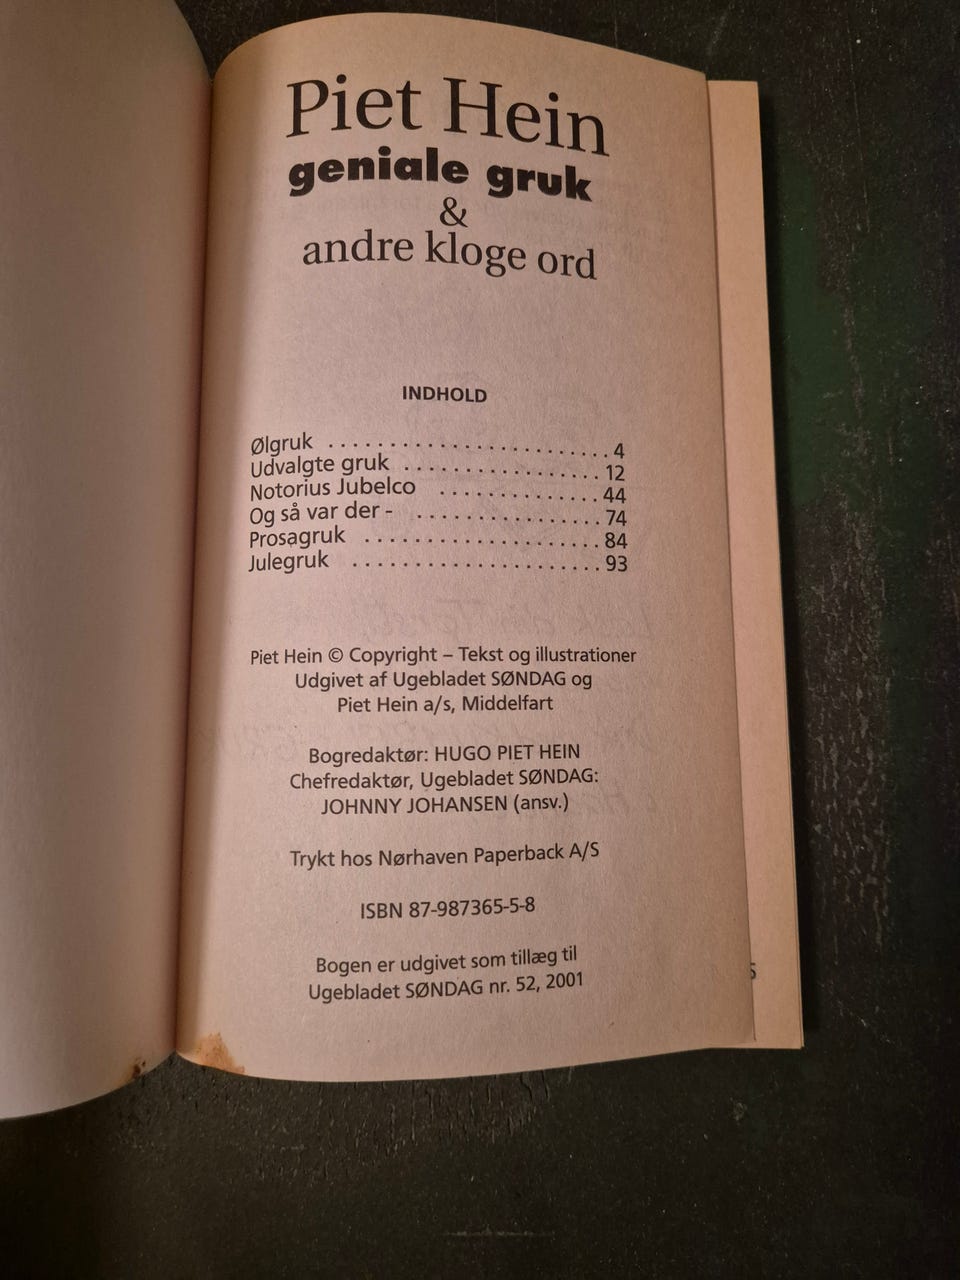 Piet Hein
geniale gruk
&
andre kloge ord
INDHOLD
Ølgruk ........................ 4
Udvalgte gruk ................ 12
Notorius Jubelco ............. 44
Og så var der - ............... 74
Prosagruk .................... 84
Julegruk ..................... 93
Piet Hein © Copyright – Tekst og illustrationer
Udgivet af Ugebladet SØNDAG og
Piet Hein a/s, Middelfart
Bogredaktør: HUGO PIET HEIN
Chefredaktør, Ugebladet SØNDAG:
JOHNNY JOHANSEN (ansv.)
Trykt hos Nørhaven Paperback A/S
ISBN 87-987365-5-8
Bogen er udgivet som tillæg til
Ugebladet SØNDAG nr. 52, 2001
5